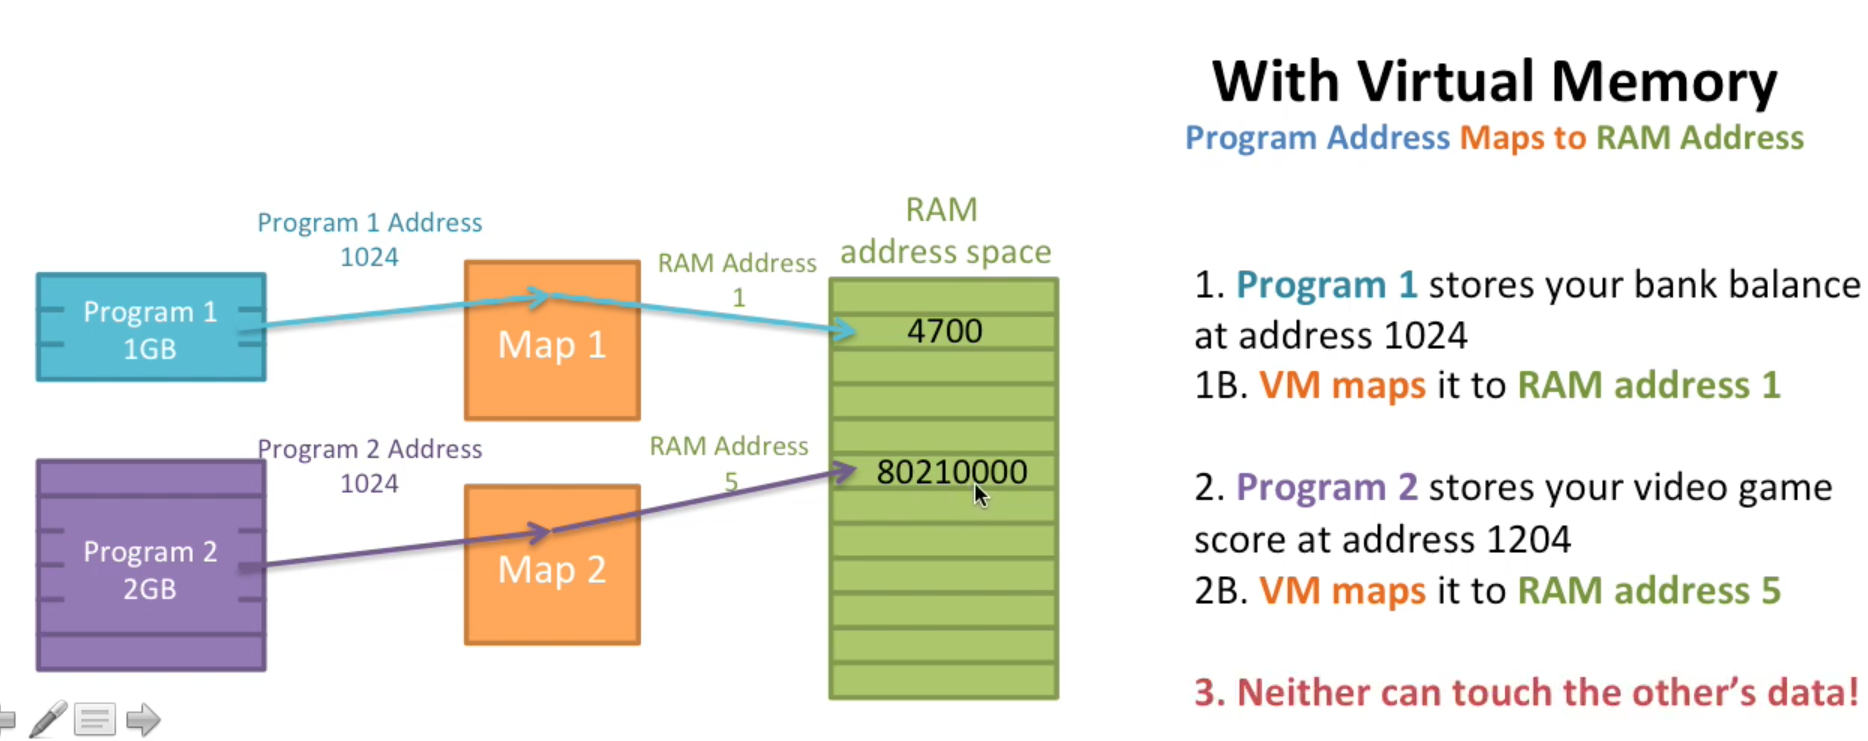 With Virtual Memory
Program Address Maps to RAM Address
Program 1 Address
1024
RAM Address
1
RAM
address space
Program 1
1GB
Map 1
4700
Program 2 Address
1024
RAM Address
5
Program 2
2GB
Map 2
80210000
1. Program 1 stores your bank balance
at address 1024
1B. VM maps it to RAM address 1
2. Program 2 stores your video game
score at address 1204
2B. VM maps it to RAM address 5
3. Neither can touch the other’s data!